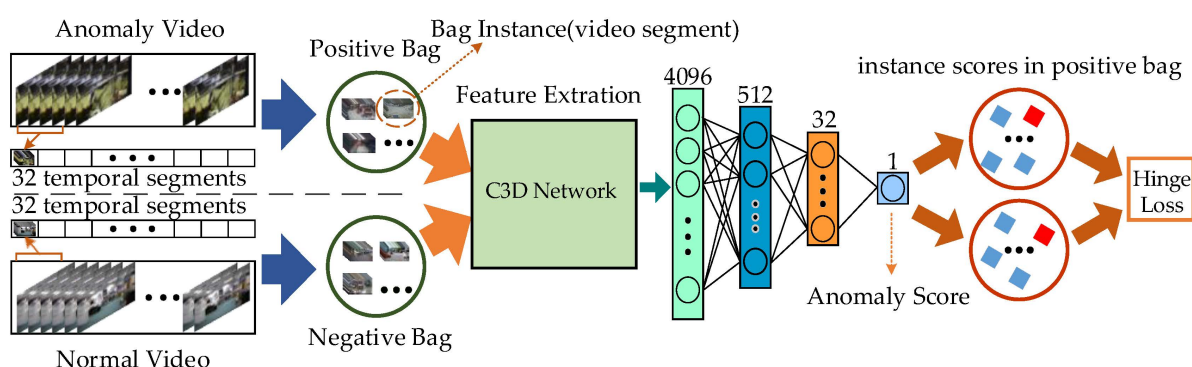 Anomaly Video
Positive Bag
Bag Instance(video segment)
Feature Extration
4096
512
32
1
instance scores in positive bag
32 temporal segments
32 temporal segments
C3D Network
Hinge
Loss
Anomaly Score
Negative Bag
Normal Video